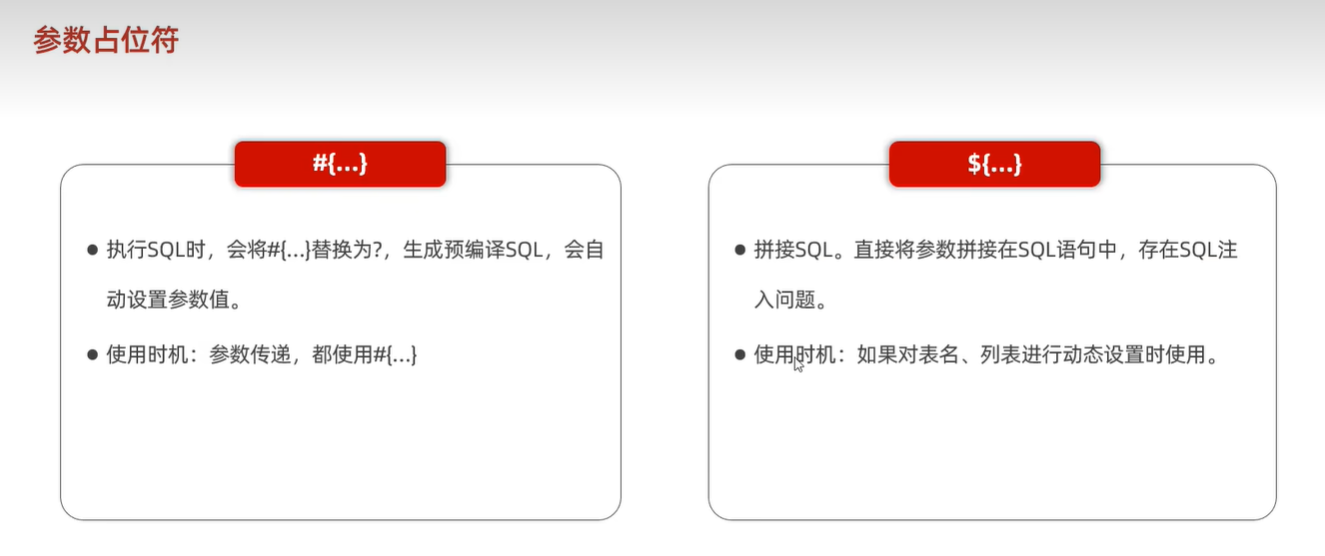 参数占位符
#{...}
● 执行SQL时，会将#{...}替换为?，生成预编译SQL，会自
动设置参数值。
● 使用时机：参数传递，都使用#{...}
${...}
● 拼接SQL。直接将参数拼接在SQL语句中，存在SQL注
入问题。
● 使用时机：如果对表名、列表进行动态设置时使用。